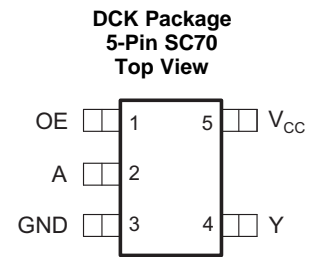 DCK Package
5-Pin SC70
Top View
OE 1 5 VCC
A 2
GND 3 4 Y